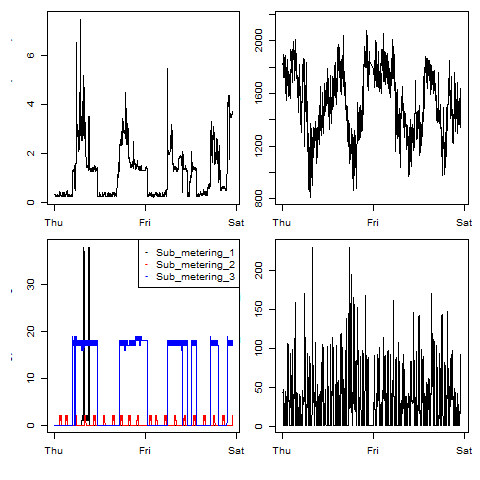 0 2 4 6
Thu Fri Sat
800 1200 1600 2000
Thu Fri Sat
0 10 20 30
Sub_metering_1
Sub_metering_2
Sub_metering_3
Thu Fri Sat
0 50 100 150 200
Thu Fri Sat